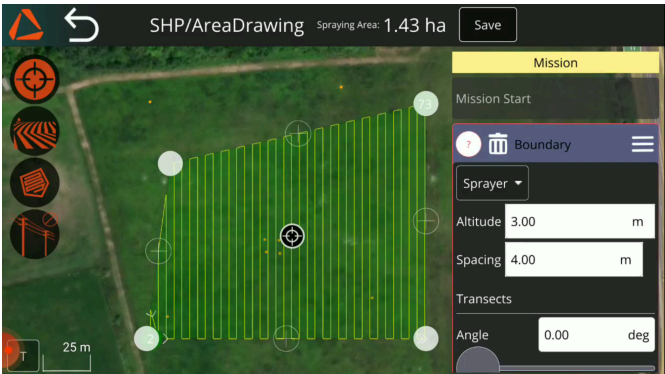 SHP/AreaDrawing Spraying Area: 1.43 ha Save
Mission
Mission Start
73
? Boundary
Sprayer
Altitude 3.00 m
Spacing 4.00 m
Transects
Angle 0.00 deg
2
T 25 m